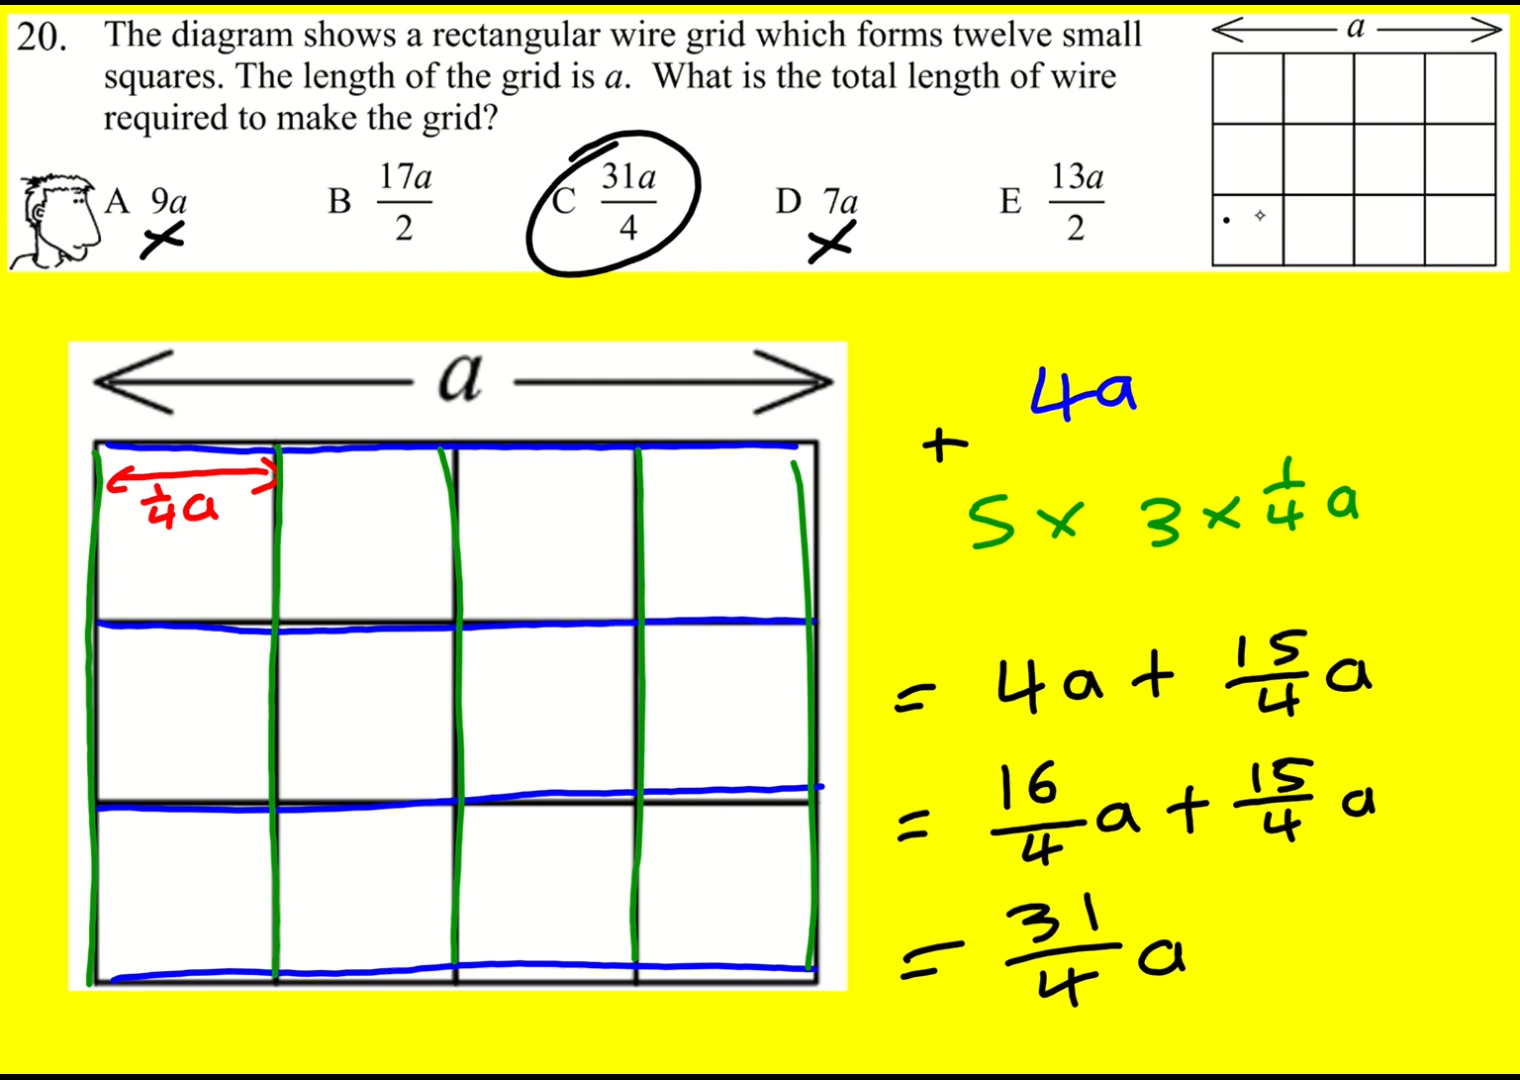 20. The diagram shows a rectangular wire grid which forms twelve small
squares. The length of the grid is a. What is the total length of wire
required to make the grid?
A 9a B 17a/2 C 31a/4 D 7a E 13a/2
a
a
1/4 a
4a
+
5 × 3 × 1/4 a
= 4a + 15/4 a
= 16/4 a + 15/4 a
= 31/4 a